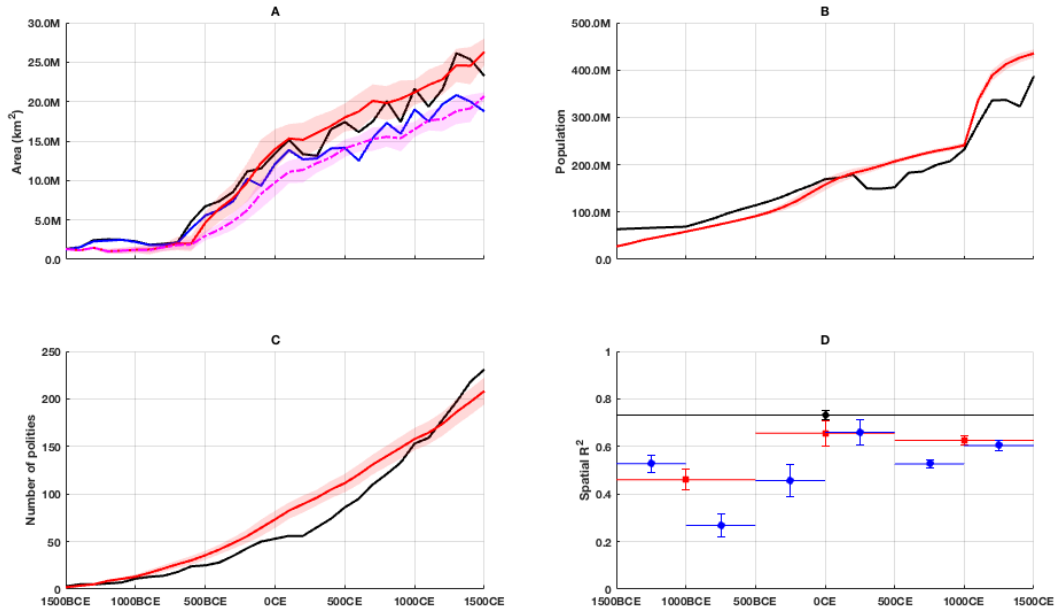 A
30.0M
25.0M
20.0M
15.0M
10.0M
5.0M
0.0
Area (km²)
B
500.0M
400.0M
300.0M
200.0M
100.0M
0.0
Population
C
250
200
150
100
50
0
Number of polities
1500BCE 1000BCE 500BCE 0CE 500CE 1000CE 1500CE
D
1
0.8
0.6
0.4
0.2
0
Spatial R²
1500BCE 1000BCE 500BCE 0CE 500CE 1000CE 1500CE